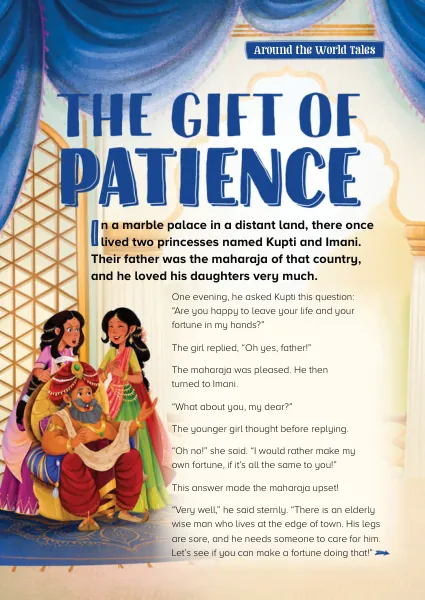 Around the World Tales
THE GIFT OF
PATIENCE
In a marble palace in a distant land, there once
lived two princesses named Kupti and Imani.
Their father was the maharaja of that country,
and he loved his daughters very much.
One evening, he asked Kupti this question:
“Are you happy to leave your life and your
fortune in my hands?”
The girl replied, “Oh yes, father!”
The maharaja was pleased. He then
turned to Imani.
“What about you, my dear?”
The younger girl thought before replying.
“Oh no!” she said. “I would rather make my
own fortune, if it’s all the same to you!”
This answer made the maharaja upset!
“Very well,” he said sternly. “There is an elderly
wise man who lives at the edge of town. His legs
are sore, and he needs someone to care for him.
Let’s see if you can make a fortune doing that!”